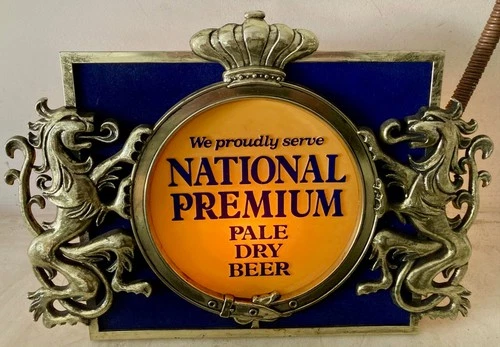 We proudly serve
NATIONAL
PREMIUM
PALE
DRY
BEER